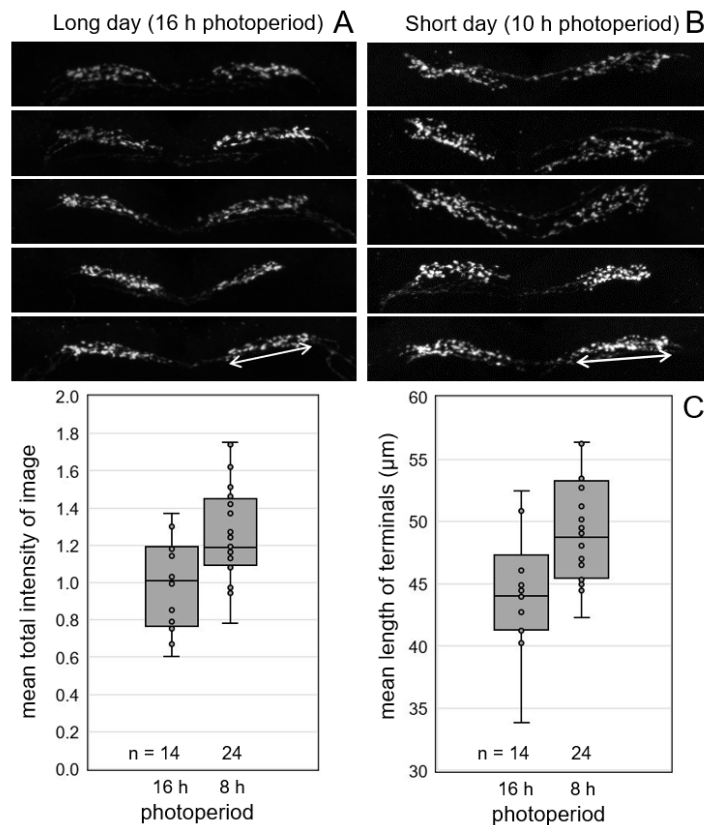 Long day (16 h photoperiod) A
Short day (10 h photoperiod) B
2.0
1.8
1.6
1.4
1.2
1.0
0.8
0.6
0.4
0.2
0.0
mean total intensity of image
n = 14 24
16 h 8 h
photoperiod
C
60
55
50
45
40
35
30
mean length of terminals (µm)
n = 14 24
16 h 8 h
photoperiod